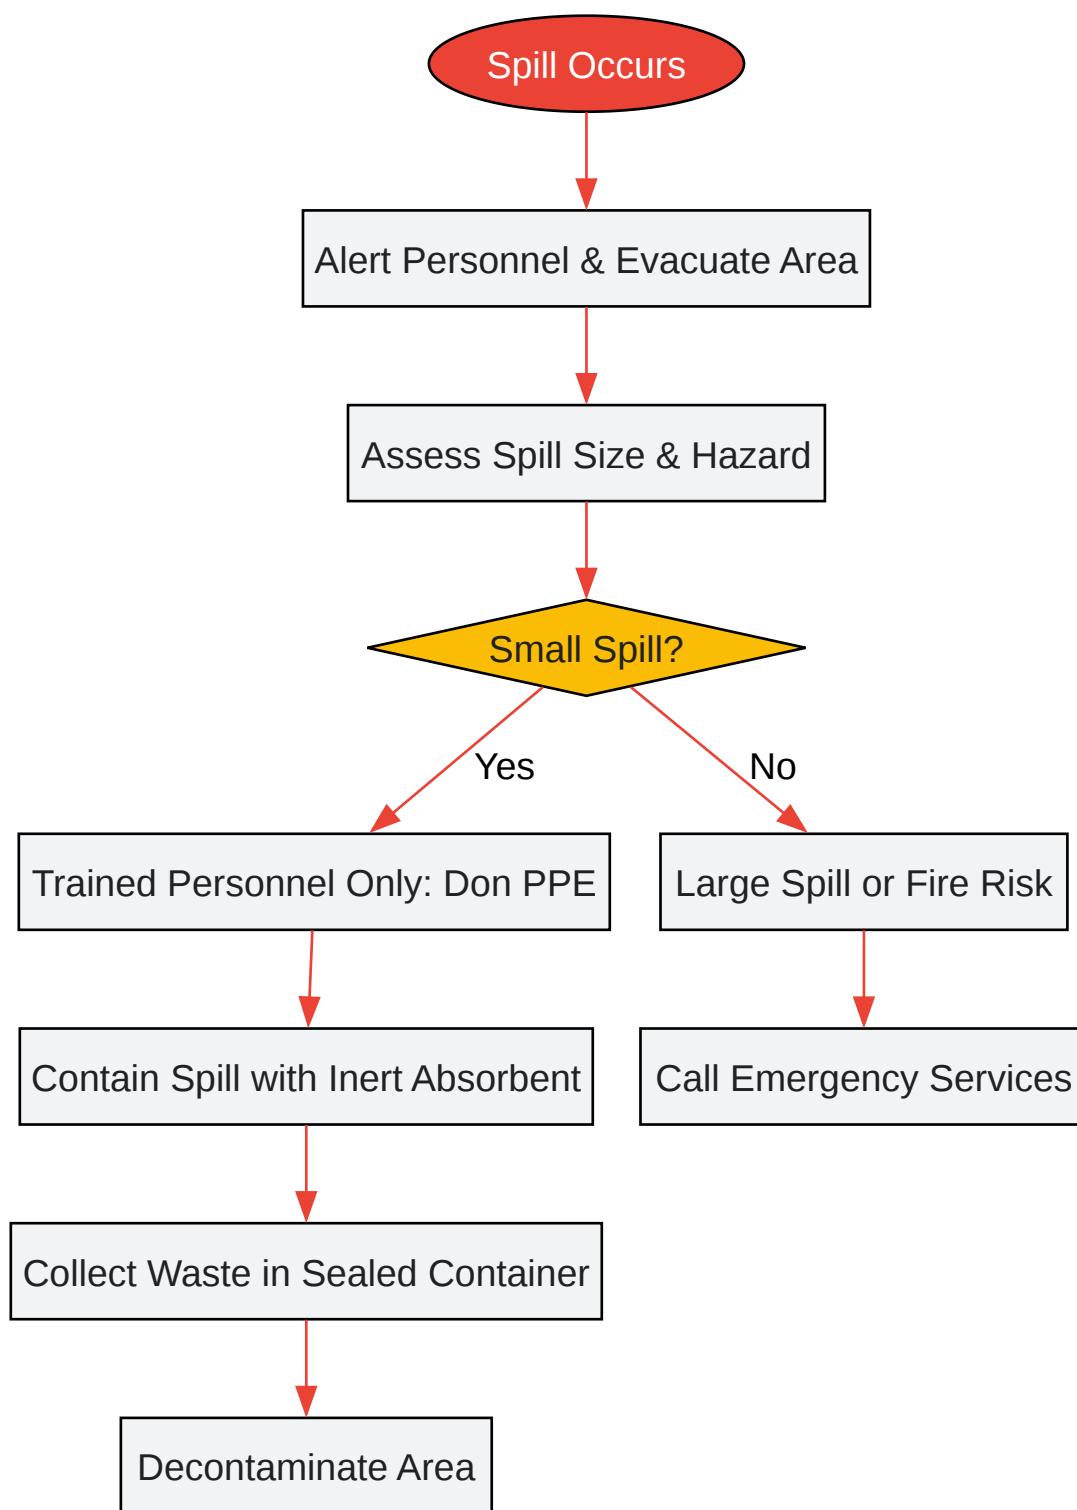 Spill Occurs
Alert Personnel & Evacuate Area
Assess Spill Size & Hazard
Small Spill?
Yes
No
Trained Personnel Only: Don PPE
Large Spill or Fire Risk
Contain Spill with Inert Absorbent
Call Emergency Services
Collect Waste in Sealed Container
Decontaminate Area